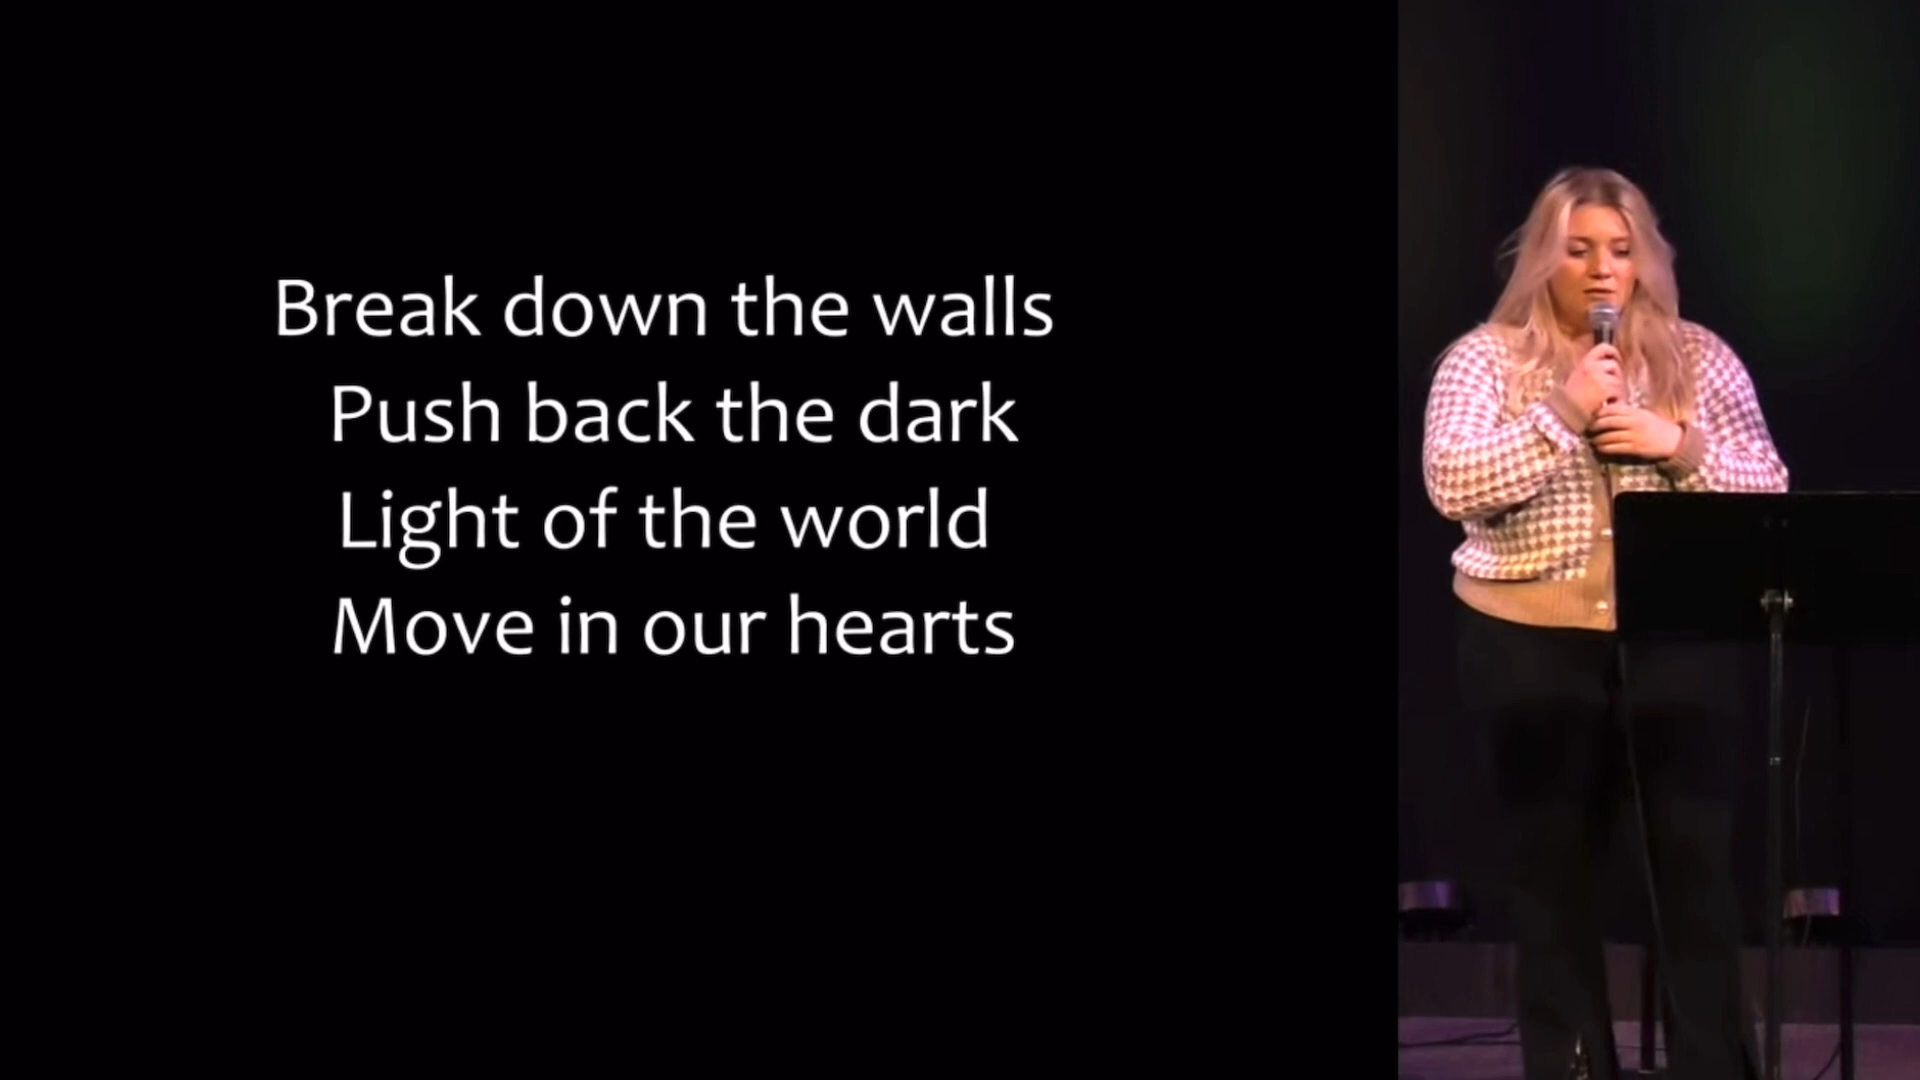 Break down the walls
Push back the dark
Light of the world
Move in our hearts